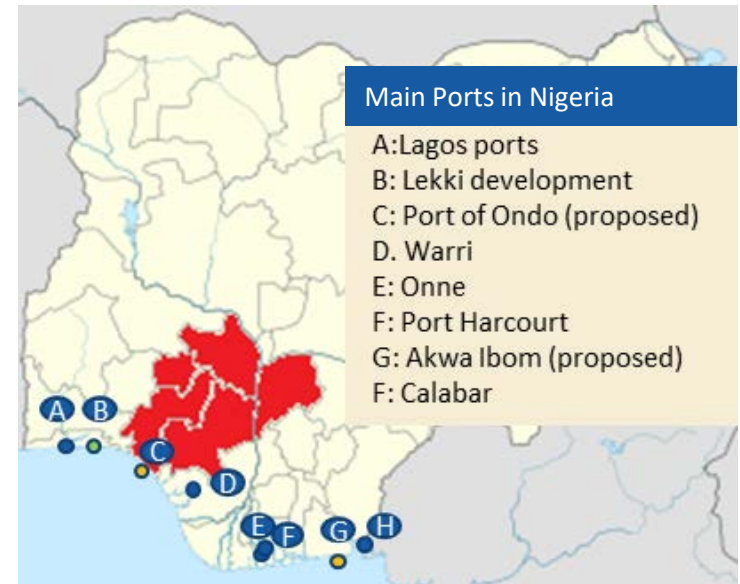 Main Ports in Nigeria
A:Lagos ports
B: Lekki development
C: Port of Ondo (proposed)
D. Warri
E: Onne
F: Port Harcourt
G: Akwa Ibom (proposed)
F: Calabar
A B
C
D
E F G H